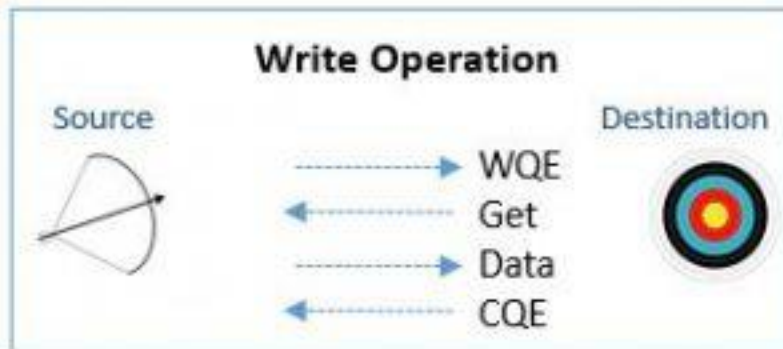 Write Operation
Source
Destination
WQE
Get
Data
CQE